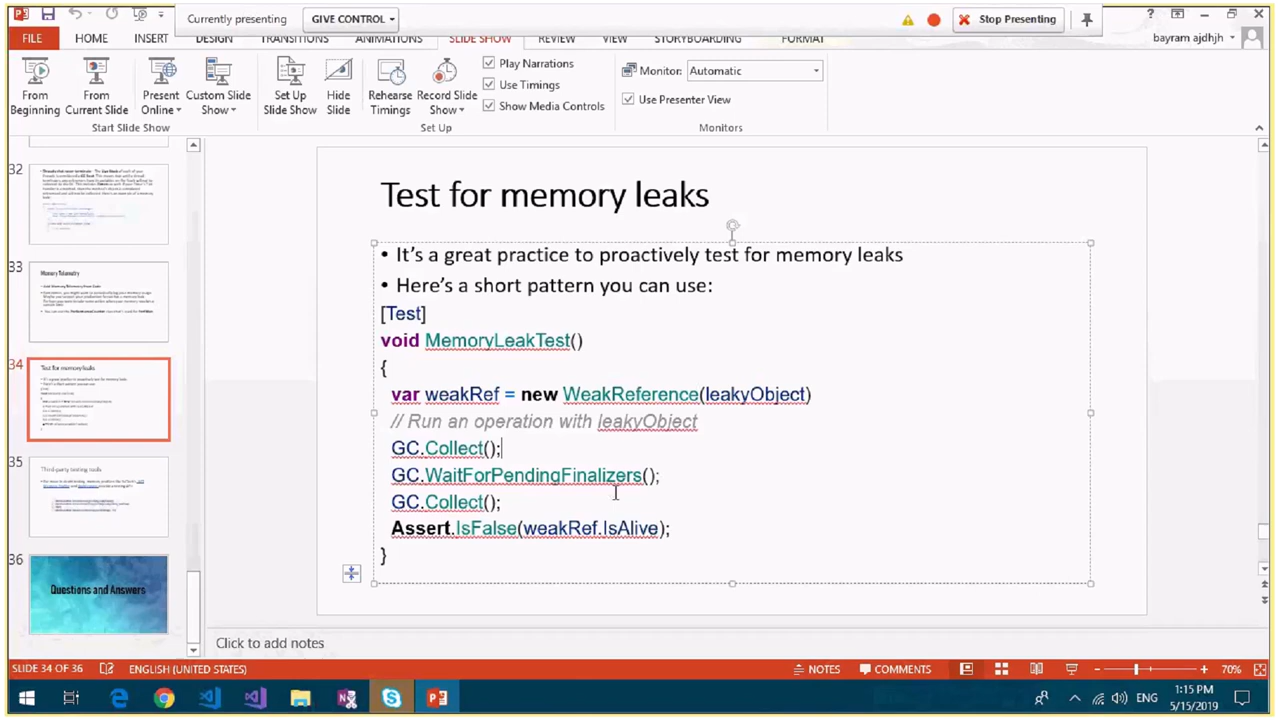 Currently presenting
GIVE CONTROL
Stop Presenting
FILE
HOME
INSERT
DESIGN
TRANSITIONS
ANIMATIONS
SLIDE SHOW
REVIEW
VIEW
STORYBOARDING
FORMAT
bayram ajdhjh
From Beginning
From Current Slide
Present Online
Custom Slide Show
Set Up Slide Show
Hide Slide
Rehearse Timings
Record Slide Show
Play Narrations
Use Timings
Show Media Controls
Monitor: Automatic
Use Presenter View
Start Slide Show
Set Up
Monitors
32
33
Memory Telemetry
34
Test for memory leaks
35
Third-party testing tools
36
Questions and Answers
Test for memory leaks
• It's a great practice to proactively test for memory leaks
• Here's a short pattern you can use:
[Test]
void MemoryLeakTest()
{
var weakRef = new WeakReference(leakyObject)
// Run an operation with leakyObject
GC.Collect();
GC.WaitForPendingFinalizers();
GC.Collect();
Assert.IsFalse(weakRef.IsAlive);
}
Click to add notes
SLIDE 34 OF 36
ENGLISH (UNITED STATES)
NOTES
COMMENTS
70%
ENG
1:15 PM
5/15/2019